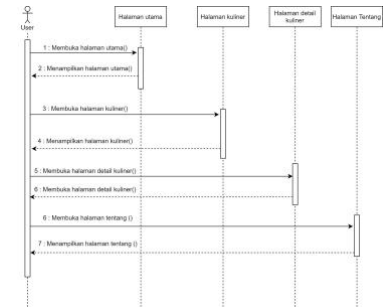 Halaman utama
Halaman kuliner
Halaman detail
kuliner
Halaman Tentang
User
1 : Membuka halaman utama()
2 : Menampilkan halaman utama()
3 : Membuka halaman kuliner()
4 : Menampilkan halaman kuliner()
5 : Membuka halaman detail kuliner()
6 : Membuka halaman detail kuliner()
6 : Membuka halaman tentang ()
7 : Menampilkan halaman tentang ()